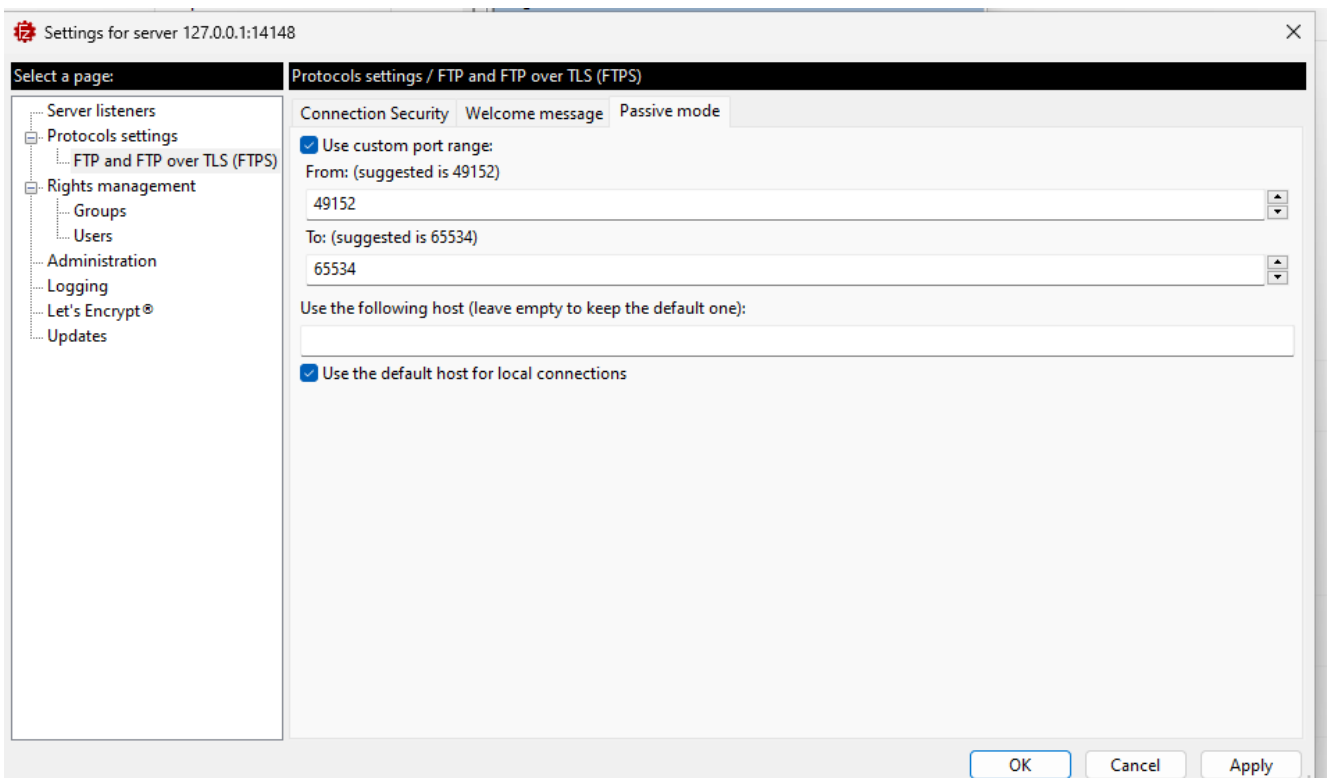 Settings for server 127.0.0.1:14148
Select a page:
Server listeners
Protocols settings
FTP and FTP over TLS (FTPS)
Rights management
Groups
Users
Administration
Logging
Let's Encrypt®
Updates
Protocols settings / FTP and FTP over TLS (FTPS)
Connection Security Welcome message Passive mode
Use custom port range:
From: (suggested is 49152)
49152
To: (suggested is 65534)
65534
Use the following host (leave empty to keep the default one):
Use the default host for local connections
OK Cancel Apply